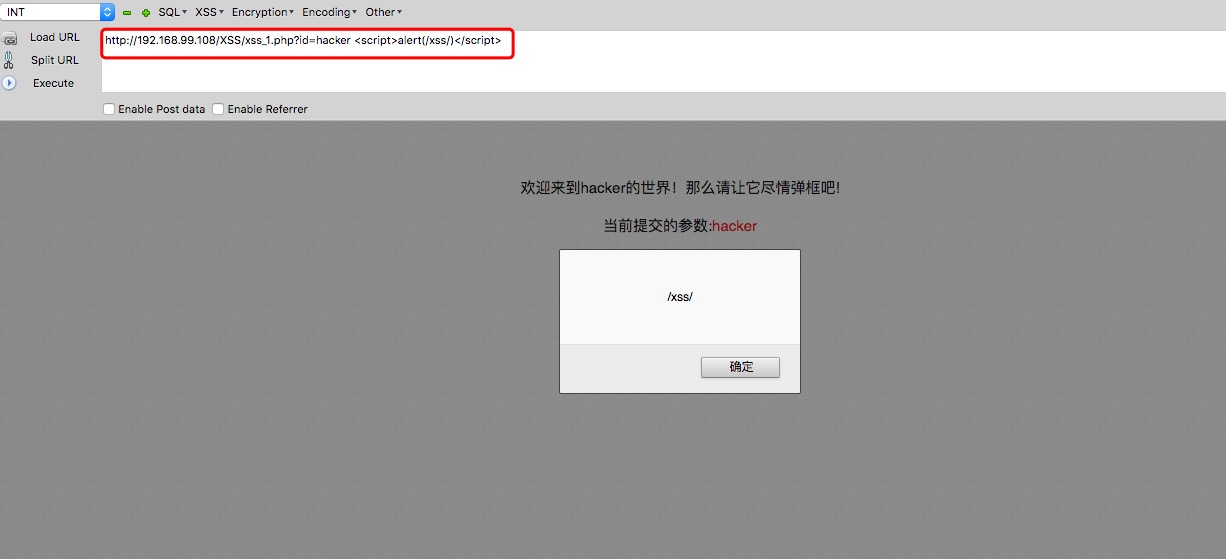 INT SQL XSS Encryption Encoding Other
Load URL http://192.168.99.108/XSS/xss_1.php?id=hacker <script>alert(/xss/)</script>
Split URL
Execute
Enable Post data Enable Referrer
欢迎来到hacker的世界！那么请让它尽情弹框吧!
当前提交的参数:hacker
/xss/
确定